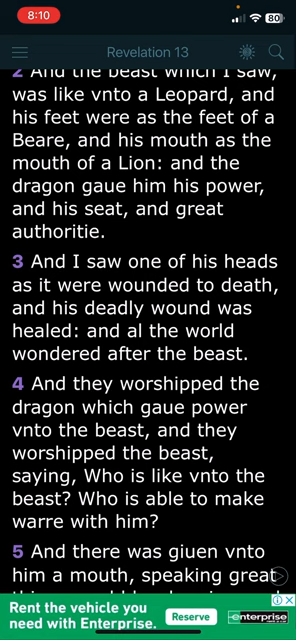 8:10
80
Revelation 13
2 And the beast which I saw,
was like vnto a Leopard, and
his feet were as the feet of a
Beare, and his mouth as the
mouth of a Lion: and the
dragon gaue him his power,
and his seat, and great
authoritie.
3 And I saw one of his heads
as it were wounded to death,
and his deadly wound was
healed: and al the world
wondered after the beast.
4 And they worshipped the
dragon which gaue power
vnto the beast, and they
worshipped the beast,
saying, Who is like vnto the
beast? Who is able to make
warre with him?
5 And there was giuen vnto
him a mouth, speaking great
Rent the vehicle you
need with Enterprise.
Reserve
enterprise